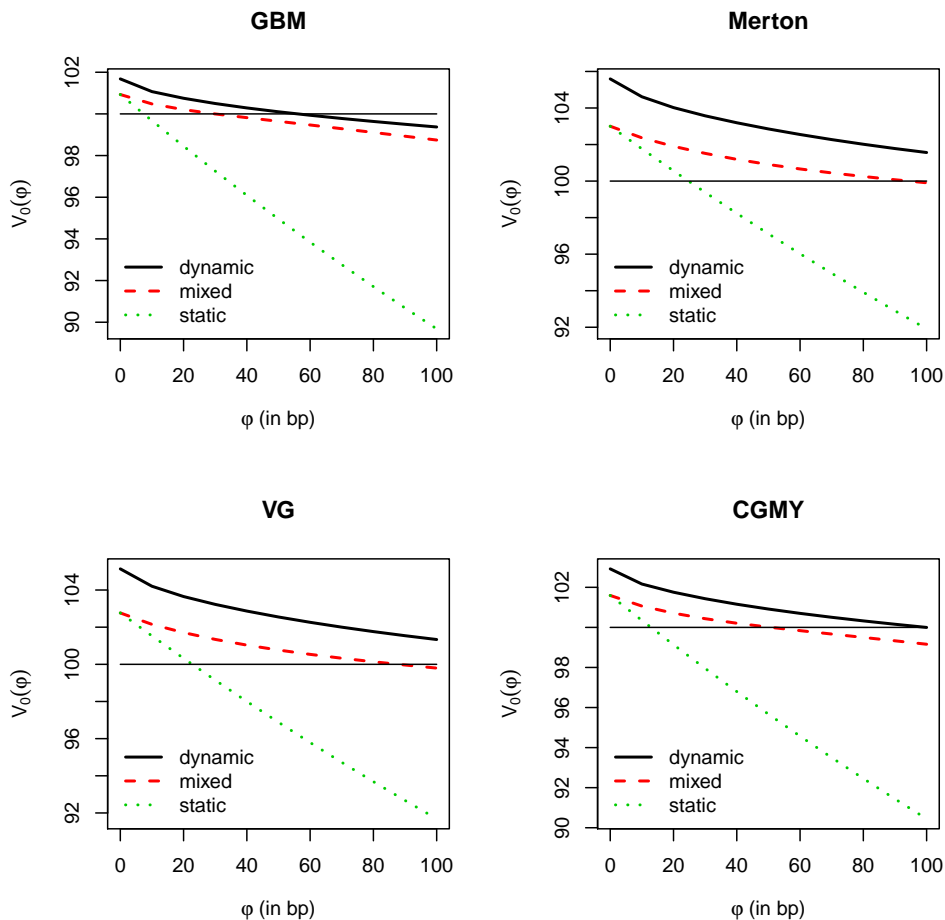 GBM
102
100
98
96
94
92
90
V₀(φ)
dynamic
mixed
static
0 20 40 60 80 100
φ (in bp)
Merton
104
100
96
92
V₀(φ)
dynamic
mixed
static
0 20 40 60 80 100
φ (in bp)
VG
104
100
96
92
V₀(φ)
dynamic
mixed
static
0 20 40 60 80 100
φ (in bp)
CGMY
102
100
98
96
94
92
90
V₀(φ)
dynamic
mixed
static
0 20 40 60 80 100
φ (in bp)